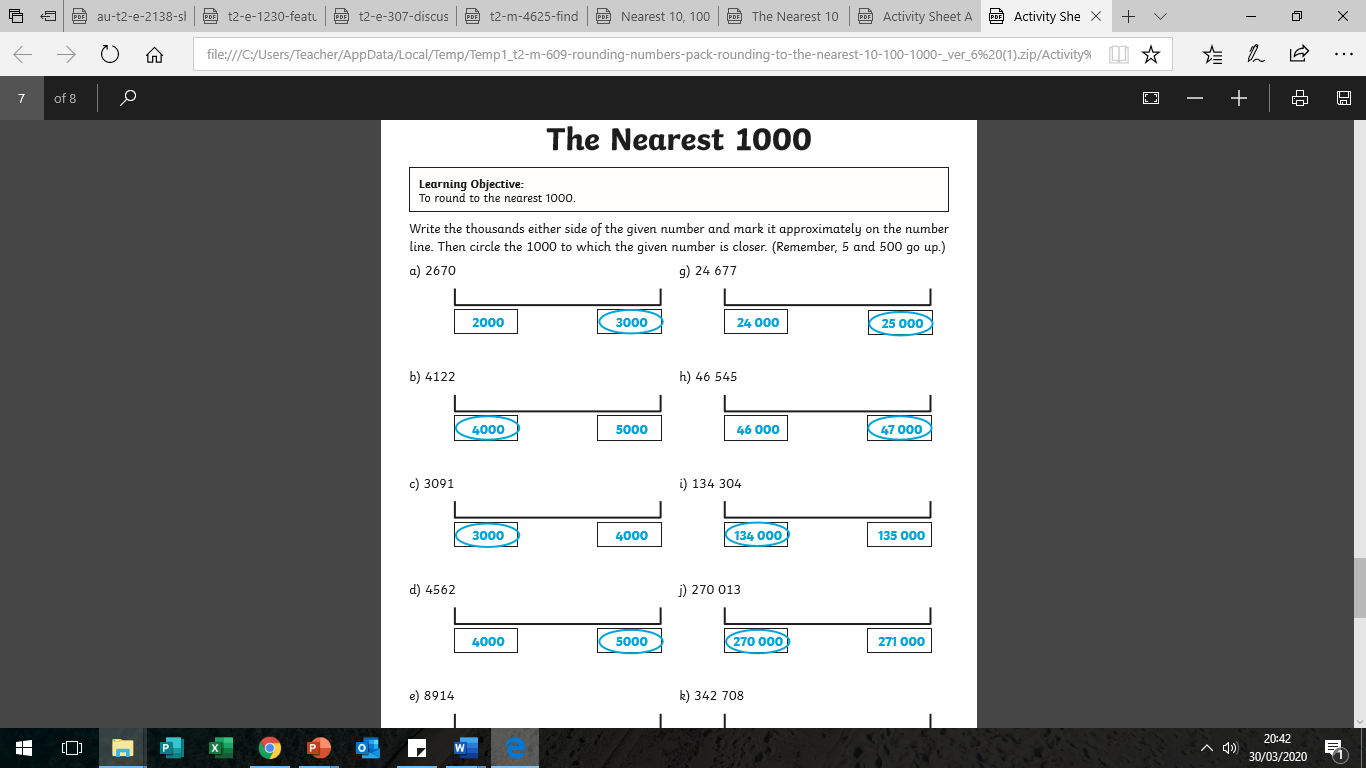 au-t2-e-2138-sl
t2-e-1230-featu
t2-e-307-discus
t2-m-4625-find
Nearest 10, 100
The Nearest 10
Activity Sheet A
Activity She
file:///C:/Users/Teacher/AppData/Local/Temp/Temp1_t2-m-609-rounding-numbers-pack-rounding-to-the-nearest-10-100-1000-_ver_6%20(1).zip/Activity%
7 of 8
The Nearest 1000
Learning Objective:
To round to the nearest 1000.
Write the thousands either side of the given number and mark it approximately on the number
line. Then circle the 1000 to which the given number is closer. (Remember, 5 and 500 go up.)
a) 2670
2000 3000
b) 4122
4000 5000
c) 3091
3000 4000
d) 4562
4000 5000
e) 8914
g) 24 677
24 000 25 000
h) 46 545
46 000 47 000
i) 134 304
134 000 135 000
j) 270 013
270 000 271 000
k) 342 708
20:42
30/03/2020
1